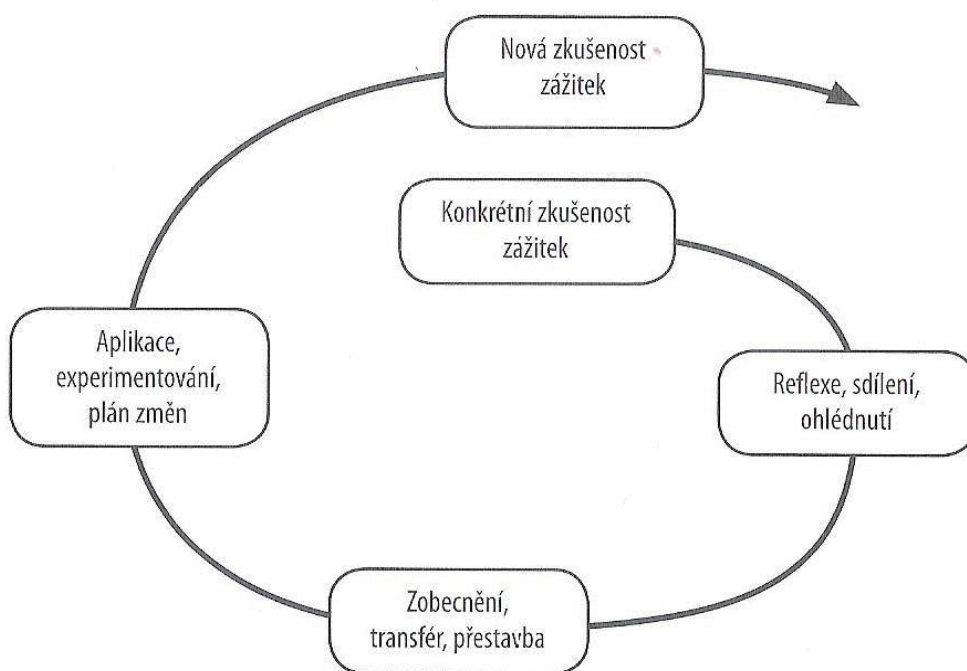 Nová zkušenost
zážitek
Konkrétní zkušenost
zážitek
Aplikace,
experimentování,
plán změn
Reflexe, sdílení,
ohlédnutí
Zobecnění,
transfér, přestavba